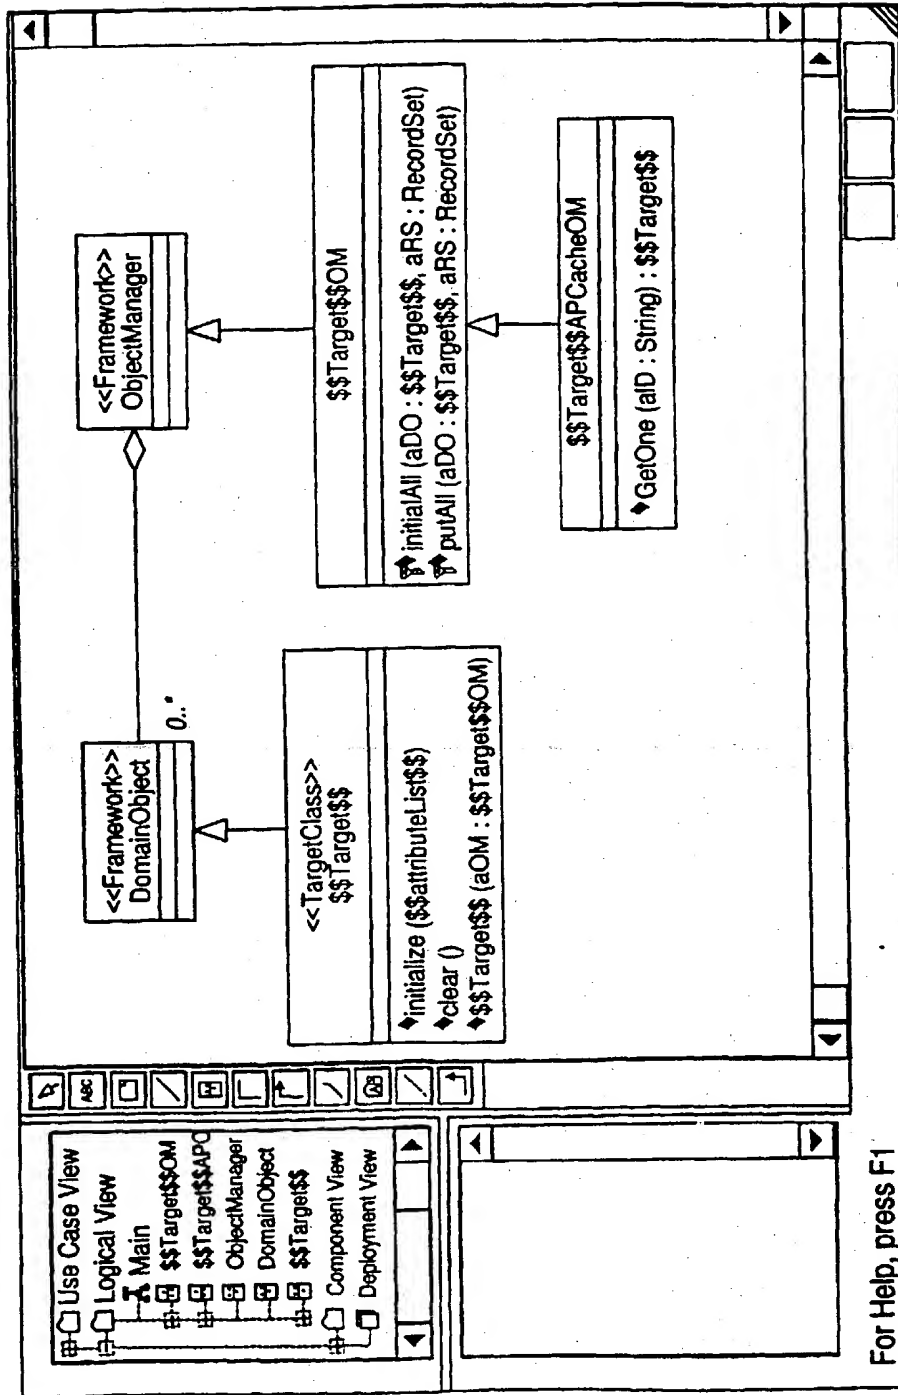 Use Case View
Logical View
Main
$$Target$$OM
$$Target$$APC
ObjectManager
DomainObject
$$Target$$
Component View
Deployment View
ABC
AB
<<Framework>>
DomainObject
0..*
<<Framework>>
ObjectManager
<<TargetClass>>
$$Target$$
initialize ($$attributeList$$)
clear ()
$$Target$$ (aOM : $$Target$$OM)
$$Target$$OM
initialAll (aDO : $$Target$$, aRS : RecordSet)
putAll (aDO : $$Target$$, aRS : RecordSet)
$$Target$$APCacheOM
GetOne (aID : String) : $$Target$$
For Help, press F1